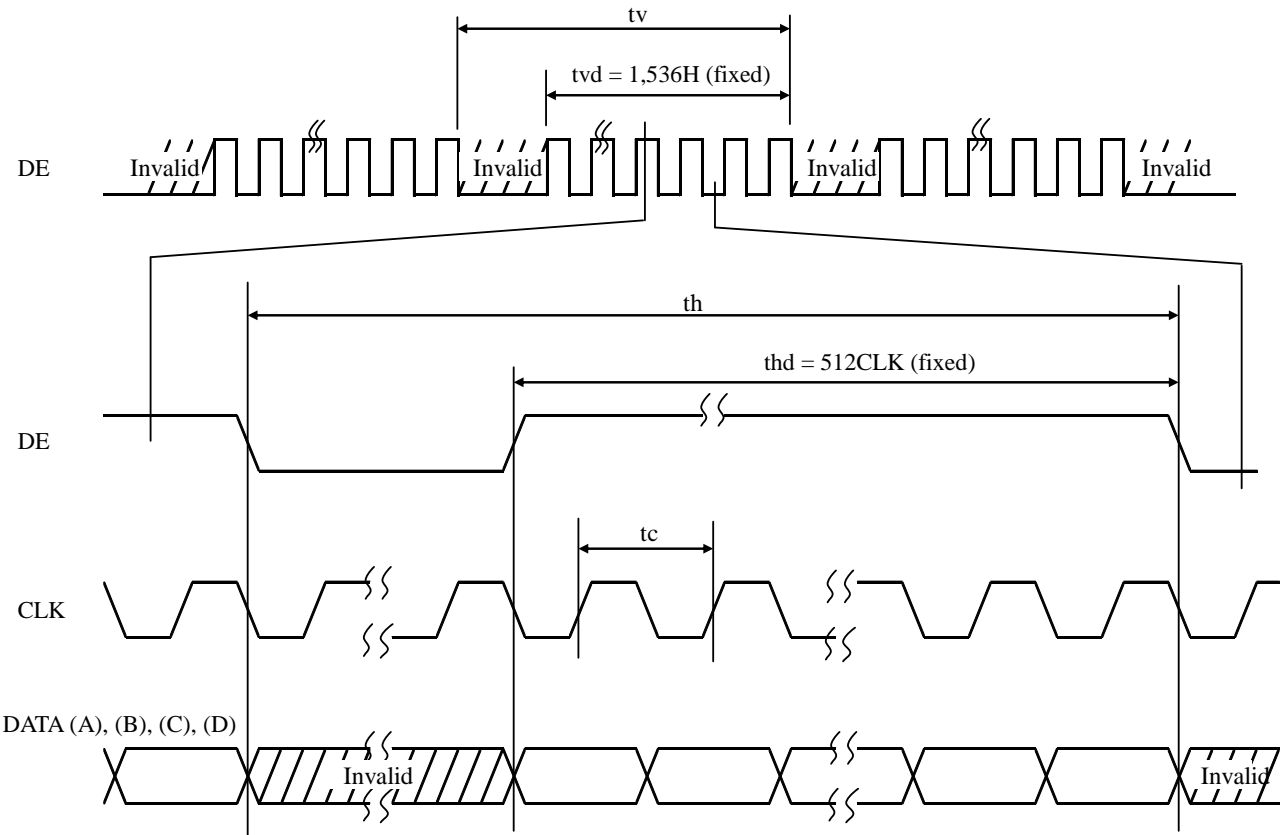 tv
tvd = 1,536H (fixed)
DE
Invalid
Invalid
Invalid
Invalid
th
thd = 512CLK (fixed)
DE
tc
CLK
DATA (A), (B), (C), (D)
Invalid
Invalid